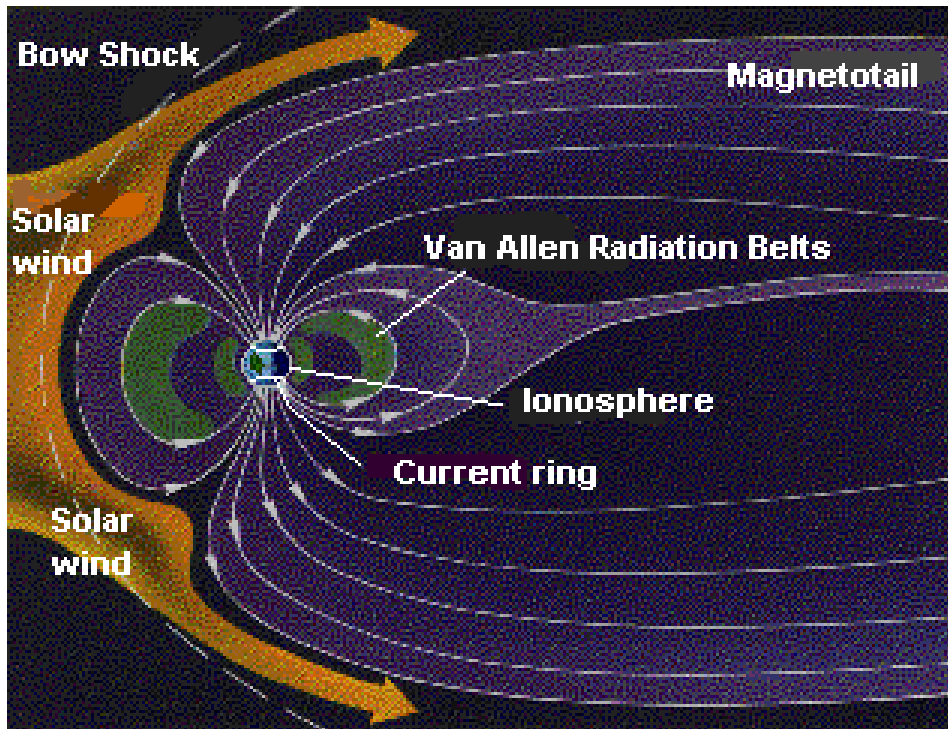 Bow Shock
Magnetotail
Solar
wind
Van Allen Radiation Belts
Ionosphere
Current ring
Solar
wind